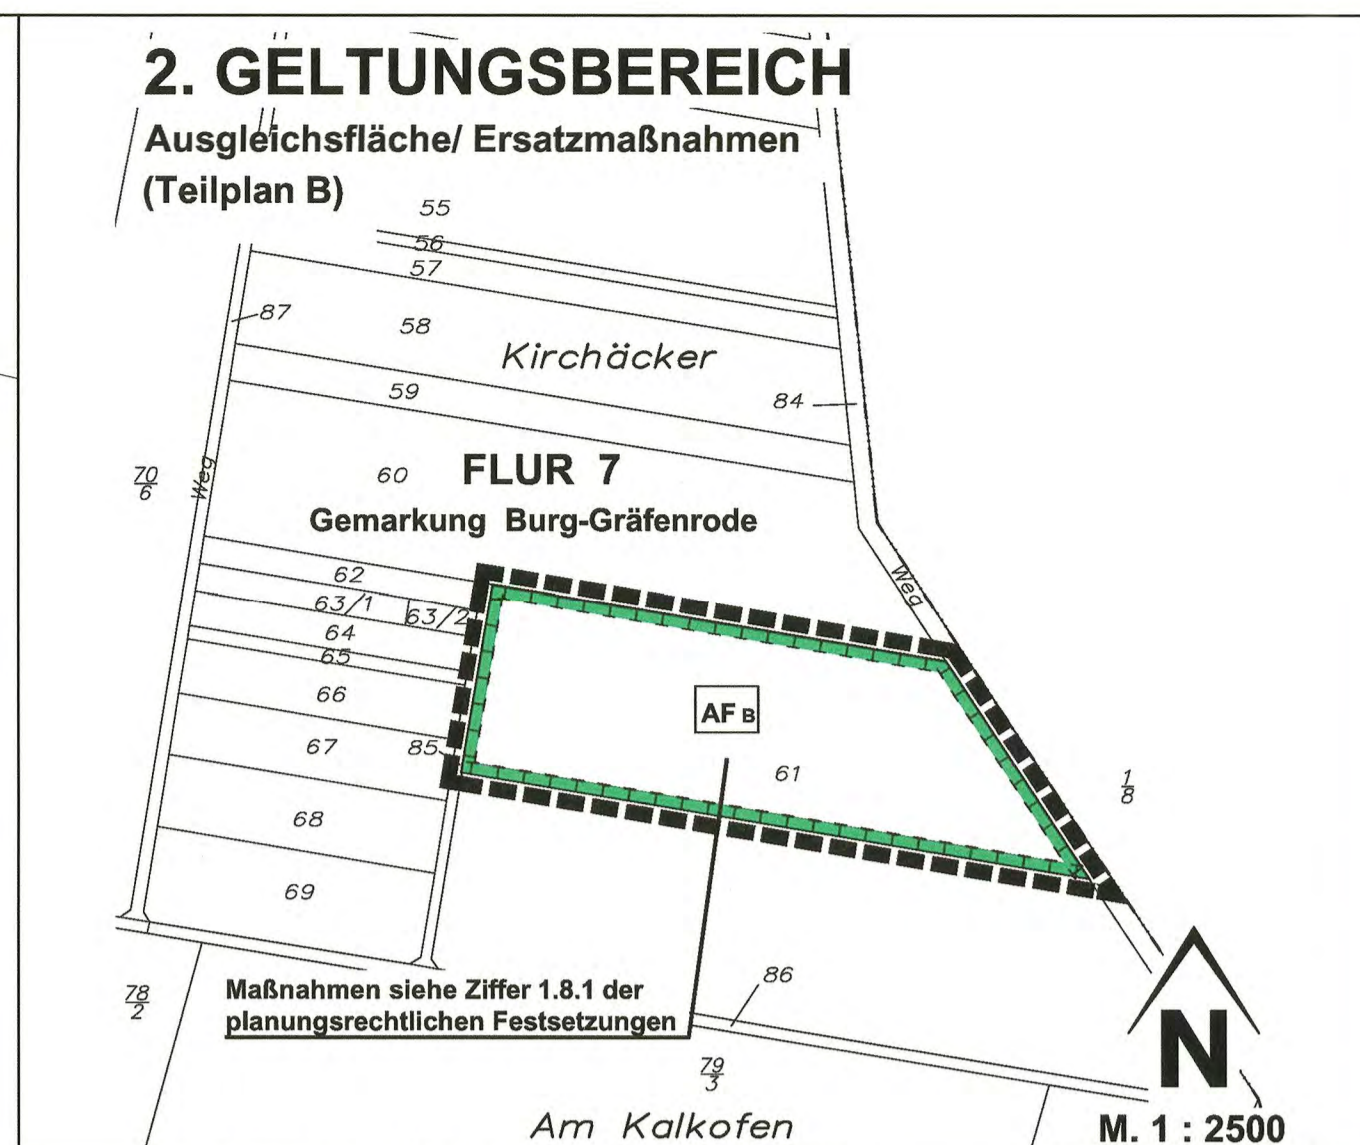 2. GELTUNGSBEREICH
Ausgleichsfläche/ Ersatzmaßnahmen
(Teilplan B)
55
56
57
87
58
Kirchäcker
59
84
70/6
Weg
60
FLUR 7
Gemarkung Burg-Gräfenrode
Weg
62
63/1
63/2
64
65
66
AF B
67
85
61
1/8
68
69
86
78/2
Maßnahmen siehe Ziffer 1.8.1 der
planungsrechtlichen Festsetzungen
79/3
N
Am Kalkofen
M. 1 : 2500